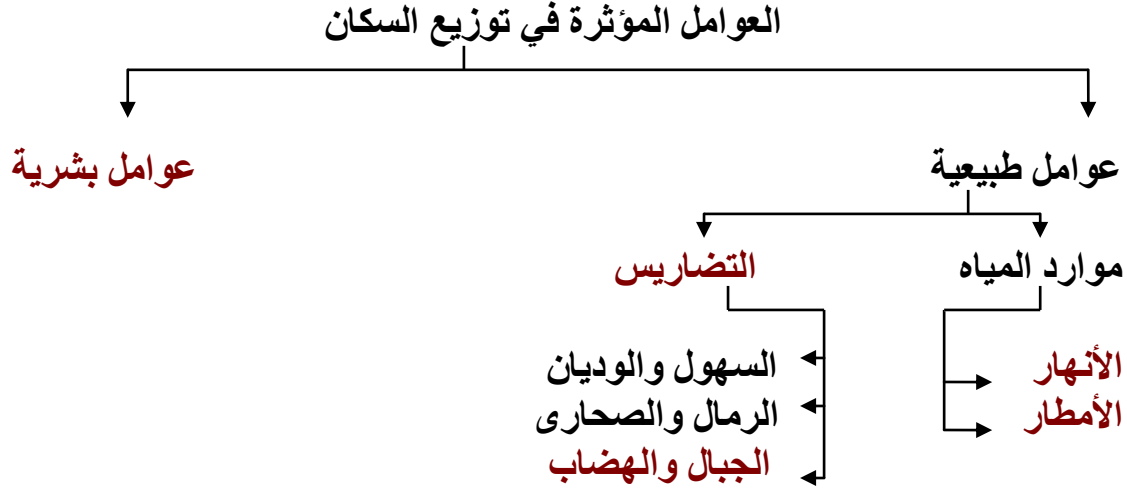 العوامل المؤثرة في توزيع السكان
عوامل طبيعية
عوامل بشرية
موارد المياه
التضاريس
الأنهار
الأمطار
السهول والوديان
الرمال والصحارى
الجبال والهضاب